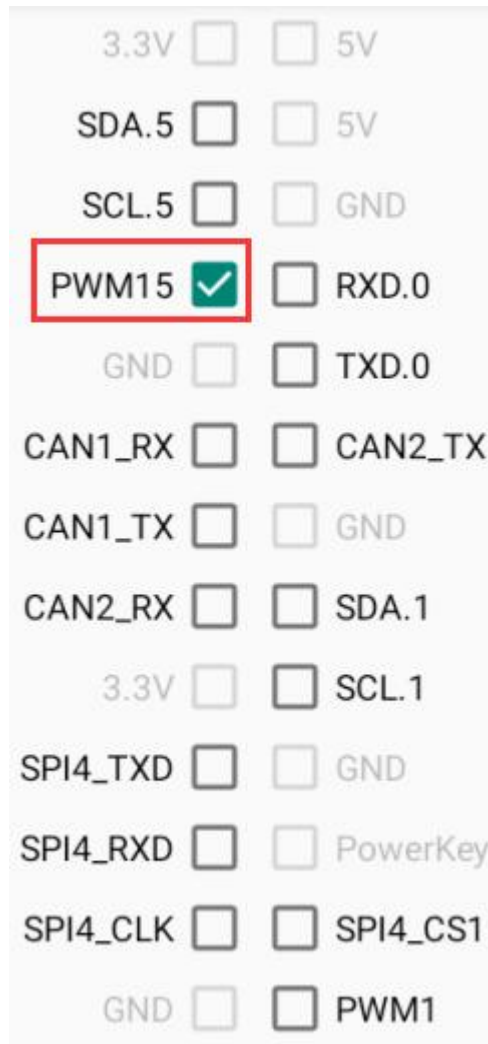 3.3V 5V
SDA.5 5V
SCL.5 GND
PWM15 RXD.0
GND TXD.0
CAN1_RX CAN2_TX
CAN1_TX GND
CAN2_RX SDA.1
3.3V SCL.1
SPI4_TXD GND
SPI4_RXD PowerKey
SPI4_CLK SPI4_CS1
GND PWM1